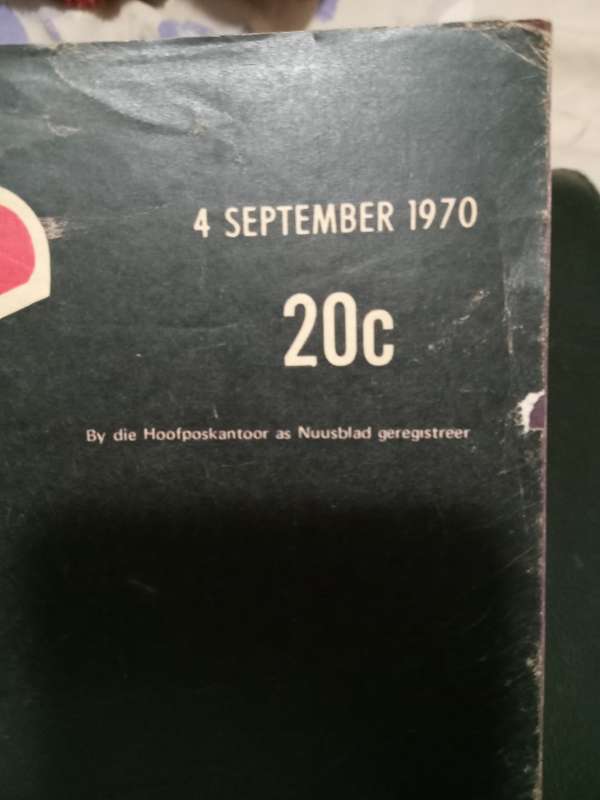 4 SEPTEMBER 1970
20c
By die Hoofposkantoor as Nuusblad geregistreer